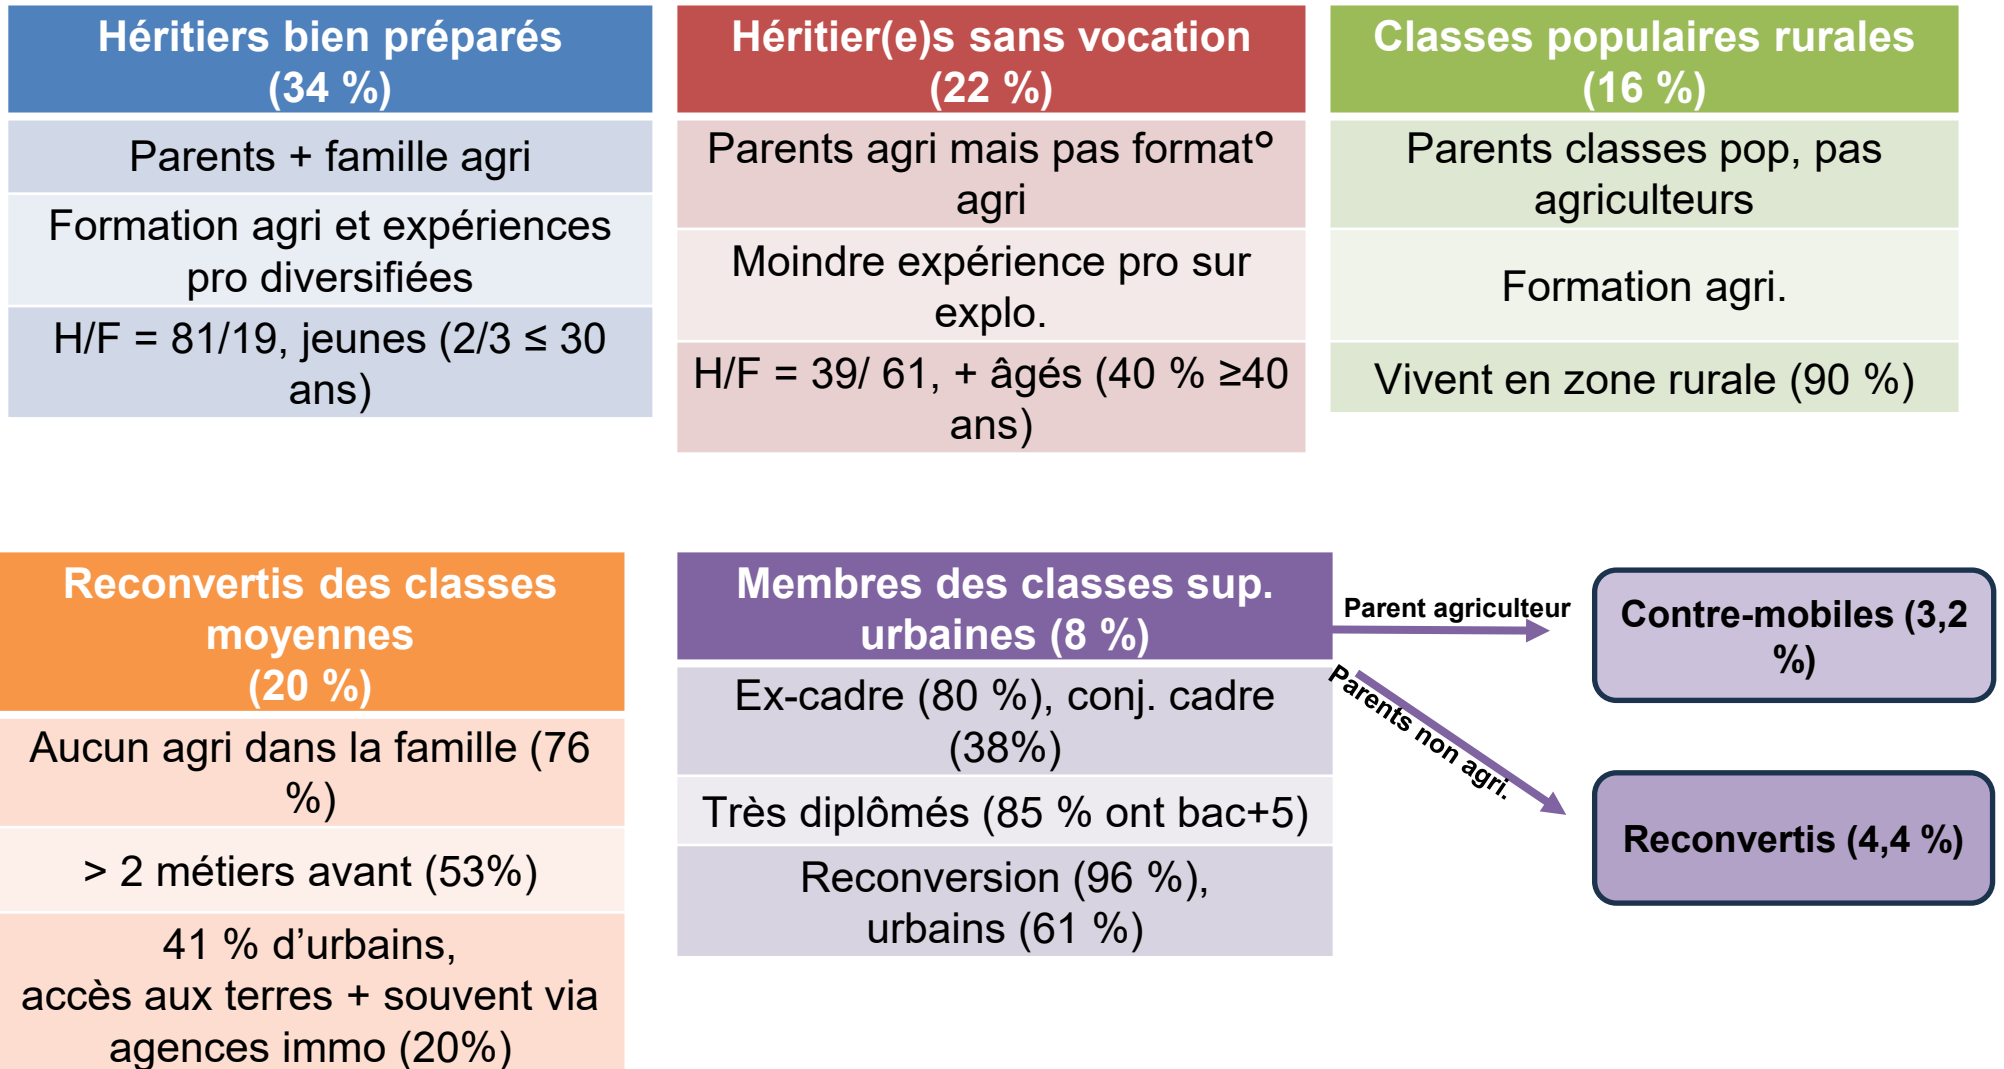 Héritiers bien préparés
(34 %)
Parents + famille agri
Formation agri et expériences
pro diversifiées
H/F = 81/19, jeunes (2/3 ≤ 30
ans)
Héritier(e)s sans vocation
(22 %)
Parents agri mais pas format°
agri
Moindre expérience pro sur
explo.
H/F = 39/ 61, + âgés (40 % ≥40
ans)
Classes populaires rurales
(16 %)
Parents classes pop, pas
agriculteurs
Formation agri.
Vivent en zone rurale (90 %)
Reconvertis des classes
moyennes
(20 %)
Aucun agri dans la famille (76
%)
> 2 métiers avant (53%)
41 % d’urbains,
accès aux terres + souvent via
agences immo (20%)
Membres des classes sup.
urbaines (8 %)
Ex-cadre (80 %), conj. cadre
(38%)
Très diplômés (85 % ont bac+5)
Reconversion (96 %),
urbains (61 %)
Parent agriculteur
Contre-mobiles (3,2
%)
Parents non agri.
Reconvertis (4,4 %)